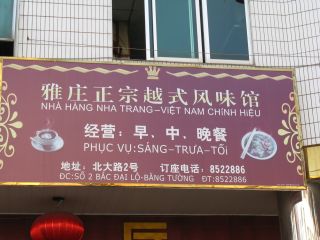 雅庄正宗越式风味馆
NHÀ HÀNG NHA TRANG-VIỆT NAM CHÍNH HIỆU
经营：早、中、晚餐
PHỤC VỤ:SÁNG-TRƯA-TỐI
地址：北大路2号 订座电话：8522886
ĐC:SỐ 2 BẮC ĐẠI LỘ-BẰNG TƯỜNG ĐT:8522886